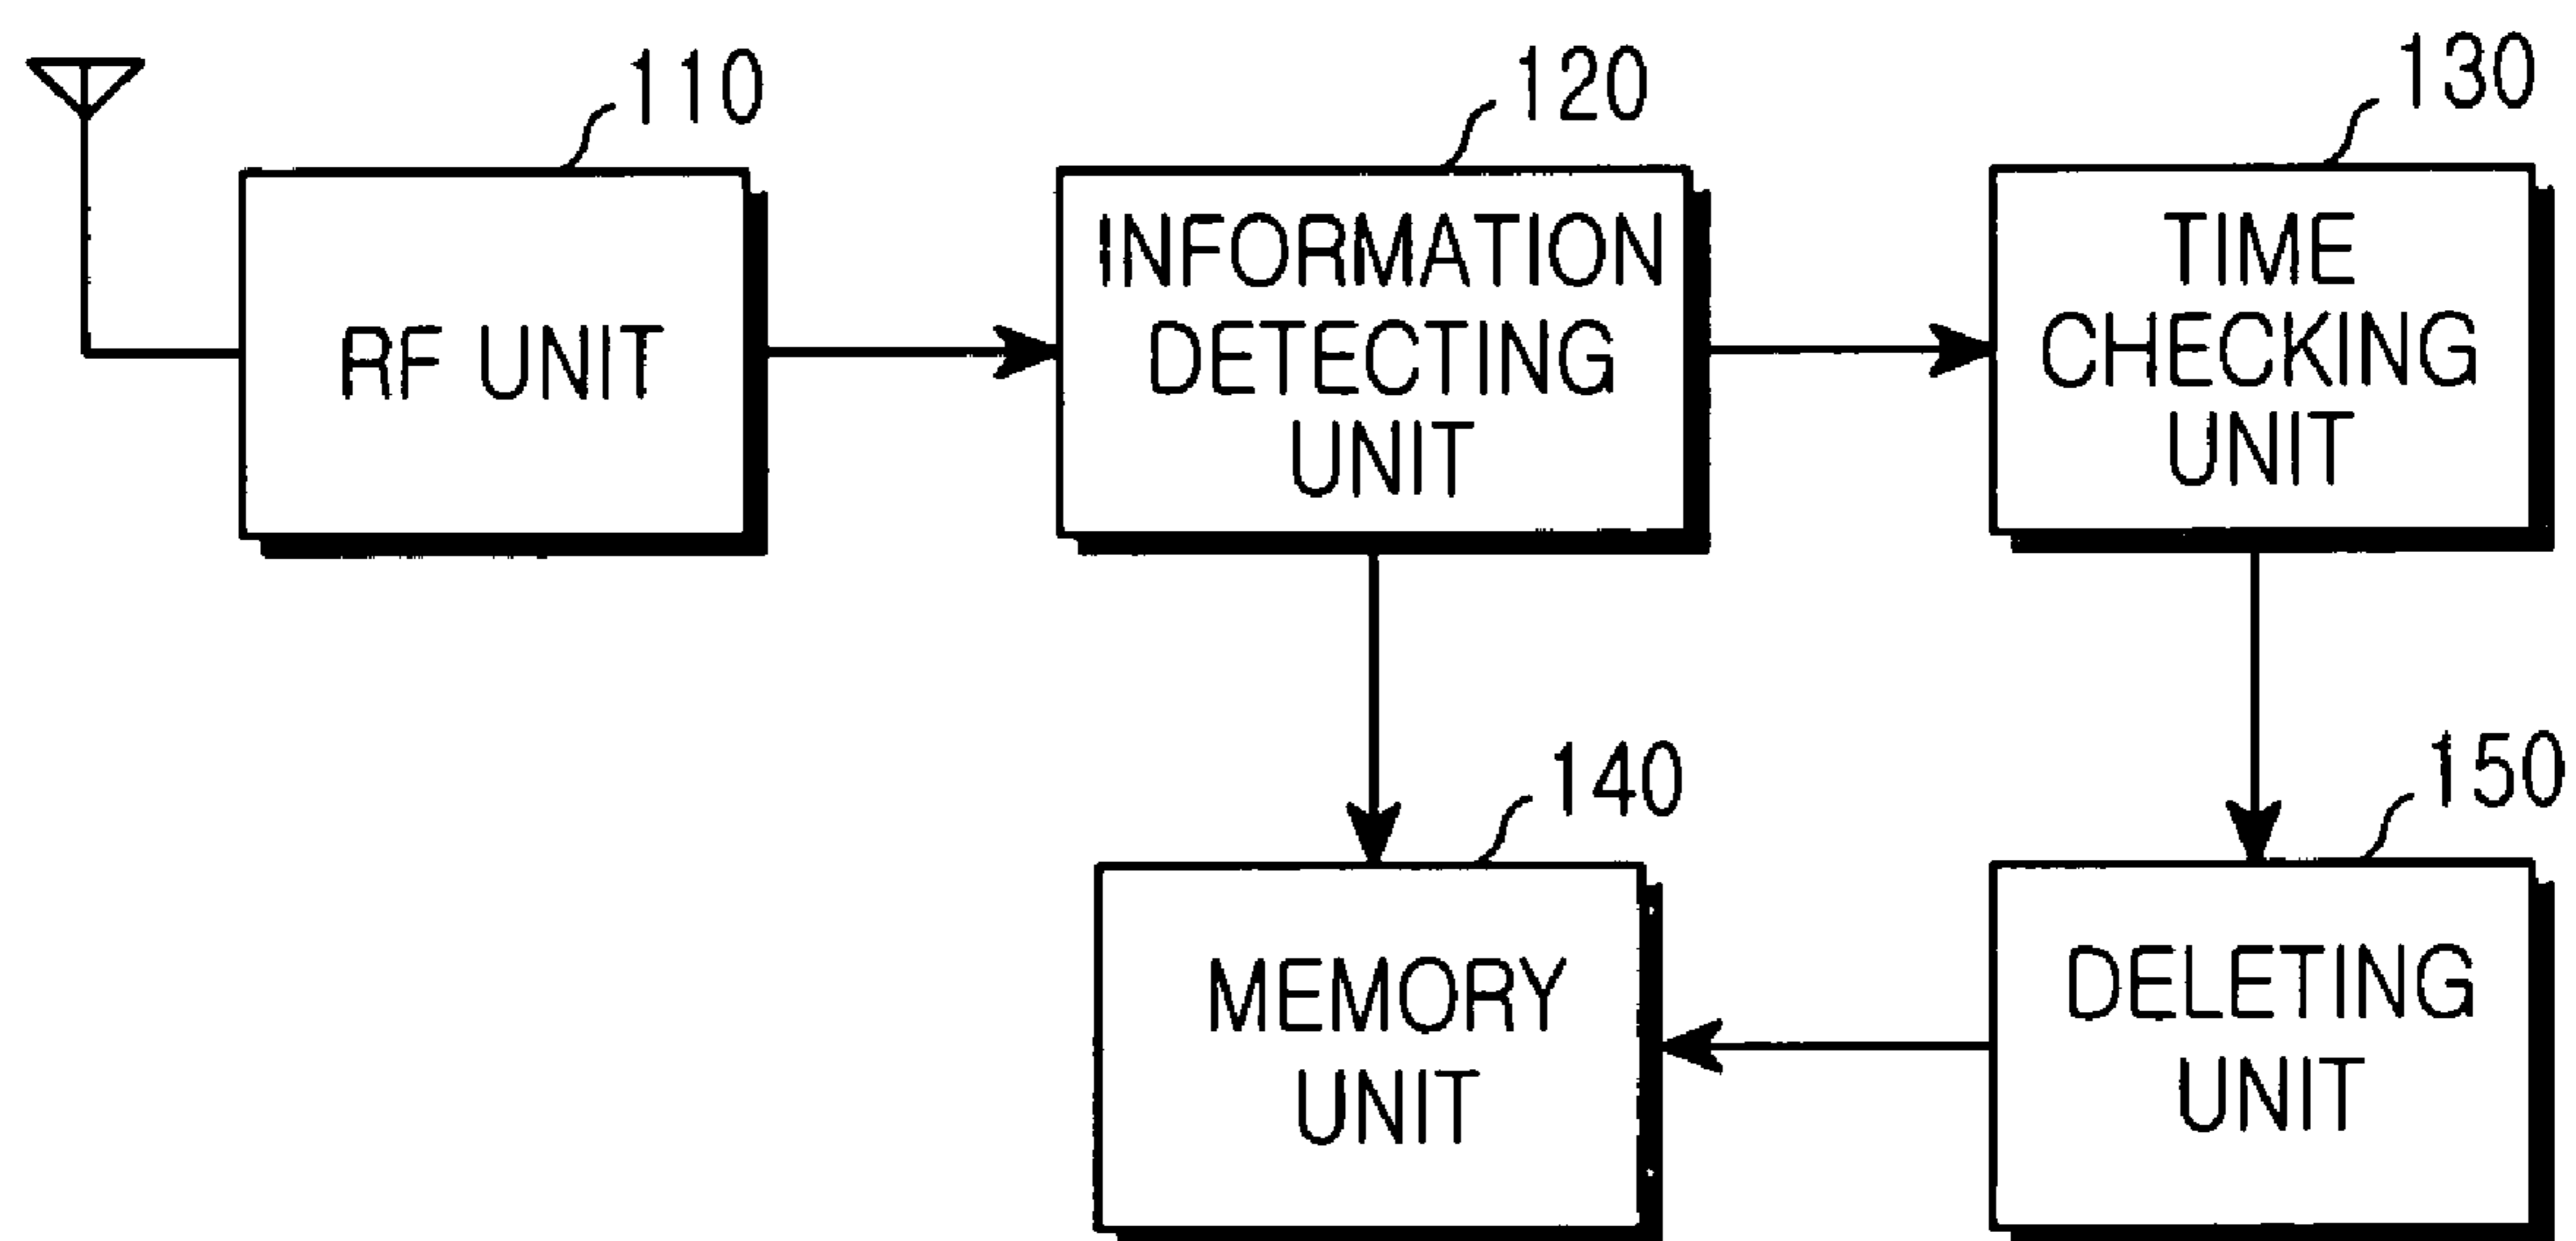 110
RF UNIT
120
INFORMATION
DETECTING
UNIT
130
TIME
CHECKING
UNIT
140
MEMORY
UNIT
150
DELETING
UNIT